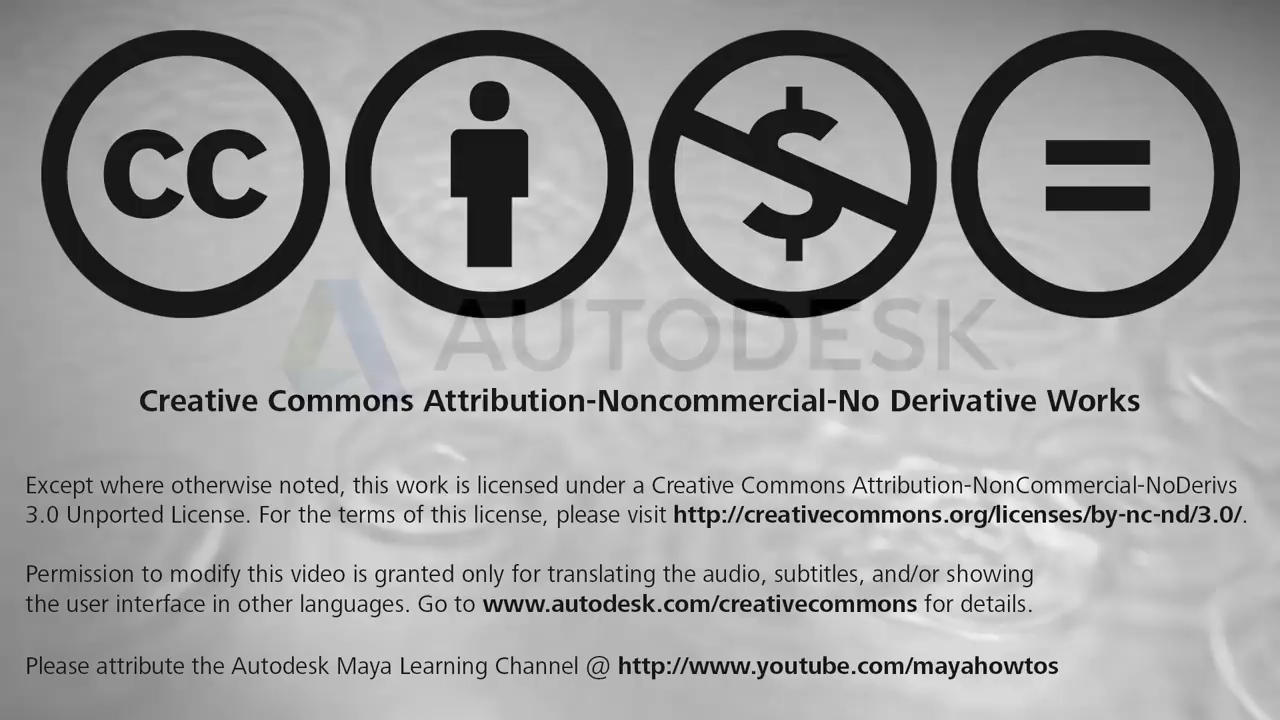 cc $ =
AUTODESK
Creative Commons Attribution-Noncommercial-No Derivative Works
Except where otherwise noted, this work is licensed under a Creative Commons Attribution-NonCommercial-NoDerivs
3.0 Unported License. For the terms of this license, please visit http://creativecommons.org/licenses/by-nc-nd/3.0/.
Permission to modify this video is granted only for translating the audio, subtitles, and/or showing
the user interface in other languages. Go to www.autodesk.com/creativecommons for details.
Please attribute the Autodesk Maya Learning Channel @ http://www.youtube.com/mayahowtos